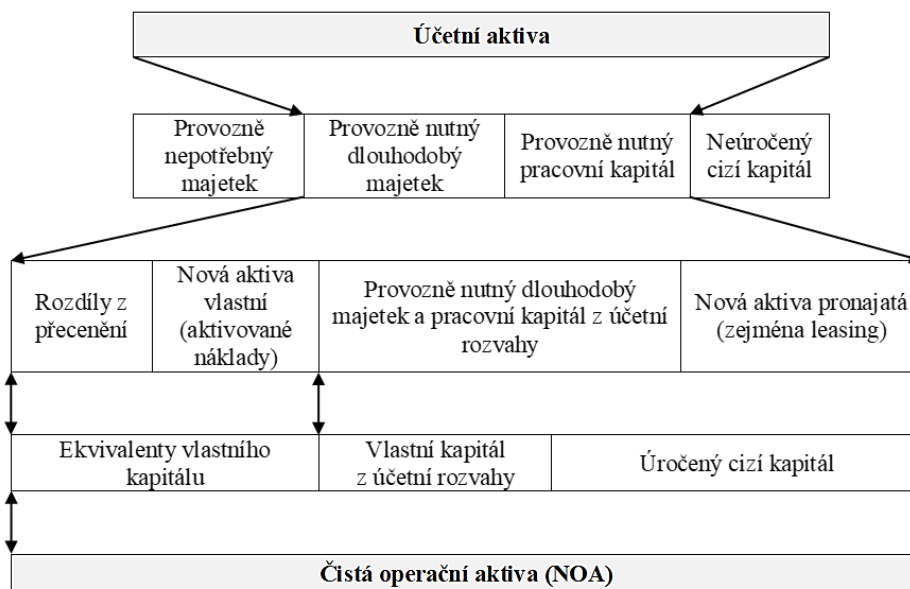 Účetní aktiva
Provozně
nepotřebný
majetek
Provozně nutný
dlouhodobý
majetek
Provozně nutný
pracovní kapitál
Neúročený
cizí kapitál
Rozdíly z
přecenění
Nová aktiva
vlastní
(aktivované
náklady)
Provozně nutný dlouhodobý
majetek a pracovní kapitál z účetní
rozvahy
Nová aktiva pronajatá
(zejména leasing)
Ekvivalenty vlastního
kapitálu
Vlastní kapitál
z účetní rozvahy
Úročený cizí kapitál
Čistá operační aktiva (NOA)